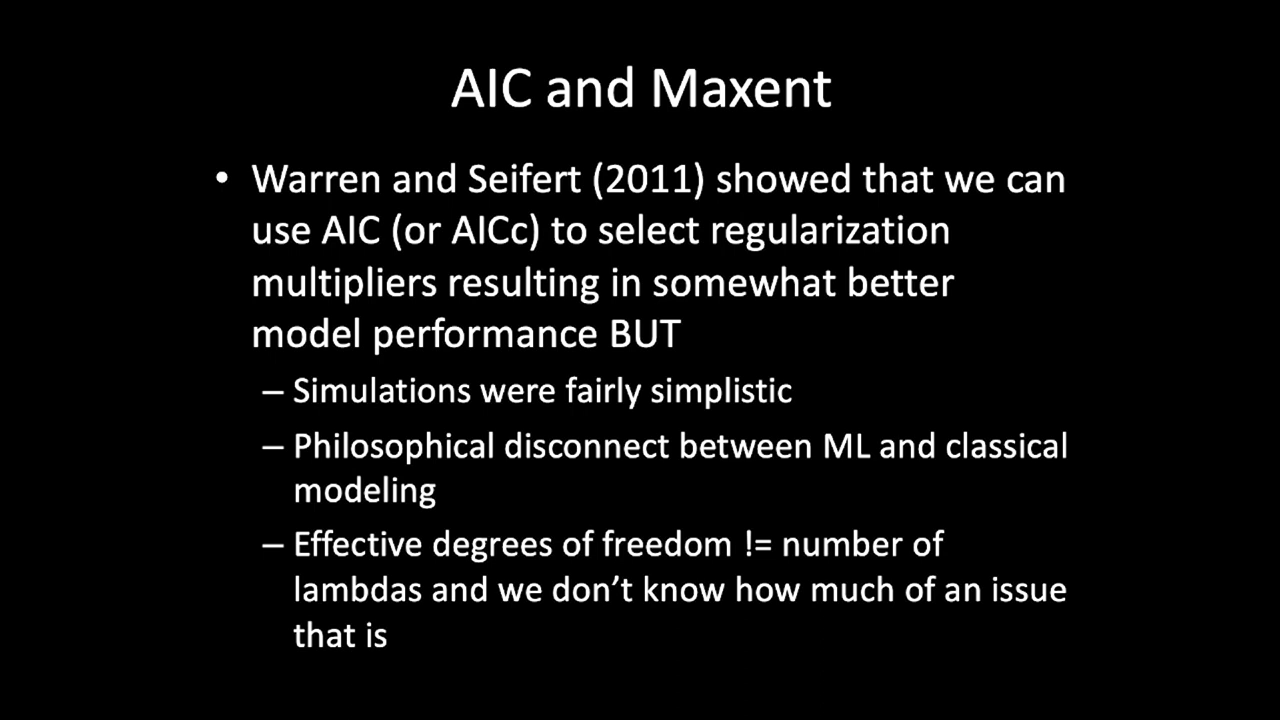 AIC and Maxent
• Warren and Seifert (2011) showed that we can
use AIC (or AICc) to select regularization
multipliers resulting in somewhat better
model performance BUT
– Simulations were fairly simplistic
– Philosophical disconnect between ML and classical
modeling
– Effective degrees of freedom != number of
lambdas and we don’t know how much of an issue
that is